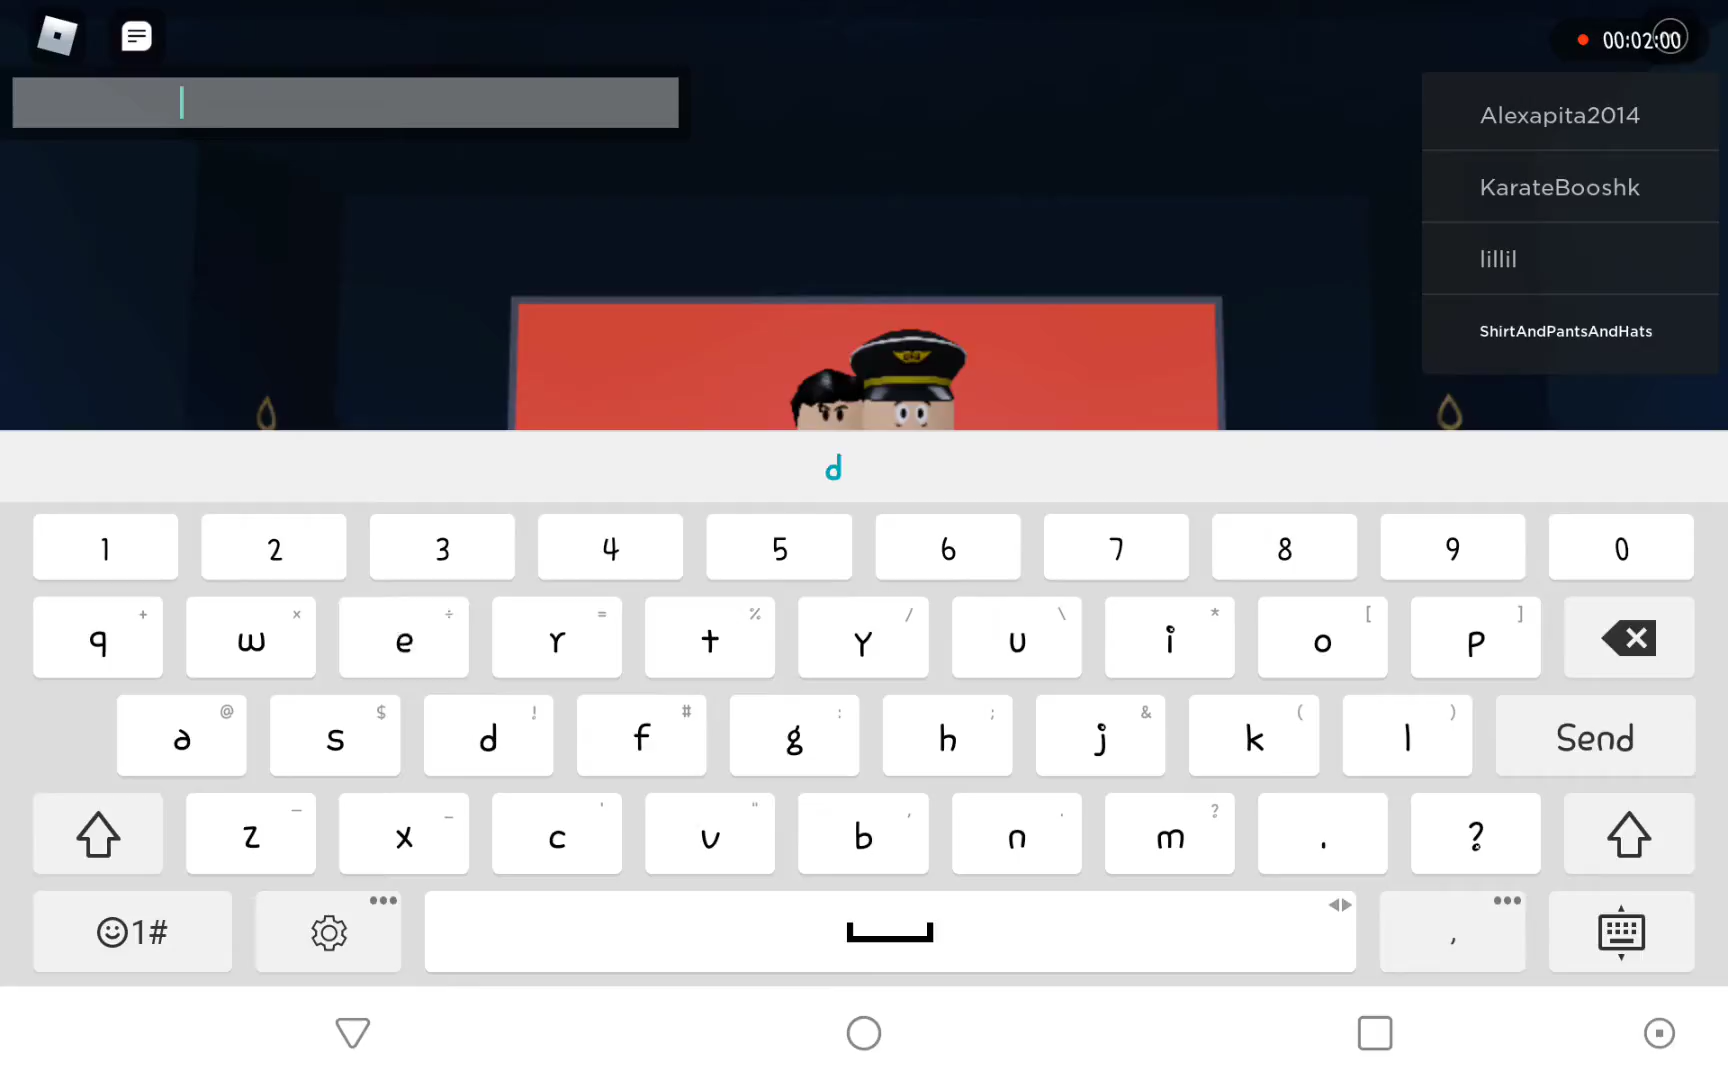 00:02:00
Alexapita2014
KarateBooshk
lillil
ShirtAndPantsAndHats
d
1 2 3 4 5 6 7 8 9 0
q + w × e ÷ r = t % y / u \ i * o [ p ]
a @ s $ d ! f # g : h ; j & k ( l ) Send
z – x _ c ' v " b , n . m ? . ?
1# ,